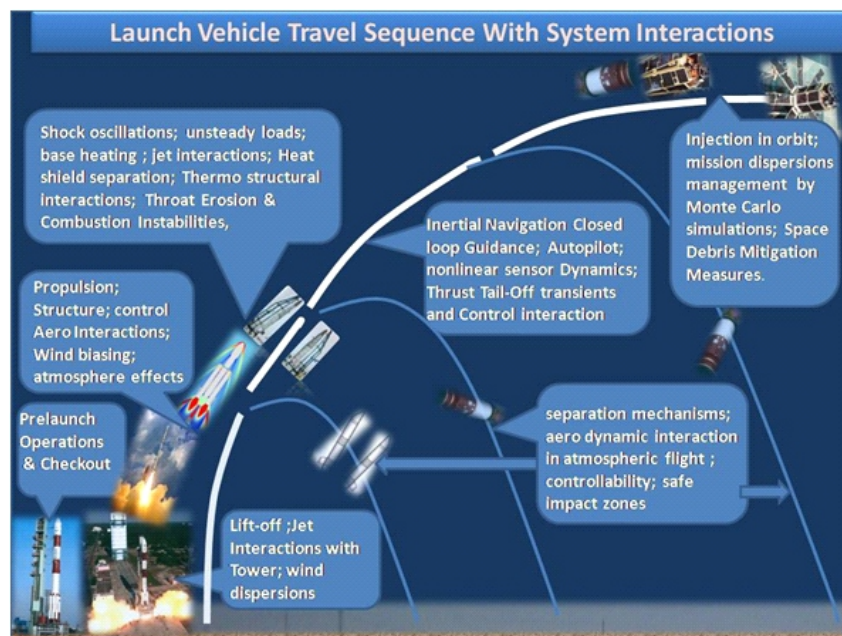 Launch Vehicle Travel Sequence With System Interactions
Shock oscillations; unsteady loads;
base heating ; jet interactions; Heat
shield separation; Thermo structural
interactions; Throat Erosion &
Combustion Instabilities,
Injection in orbit;
mission dispersions
management by
Monte Carlo
simulations; Space
Debris Mitigation
Measures.
Inertial Navigation Closed
loop Guidance; Autopilot;
nonlinear sensor Dynamics;
Thrust Tail-Off transients
and Control interaction
Propulsion;
Structure; control
Aero Interactions;
Wind biasing;
atmosphere effects
Prelaunch
Operations
& Checkout
separation mechanisms;
aero dynamic interaction
in atmospheric flight ;
controllability; safe
impact zones
Lift-off ;Jet
Interactions with
Tower; wind
dispersions